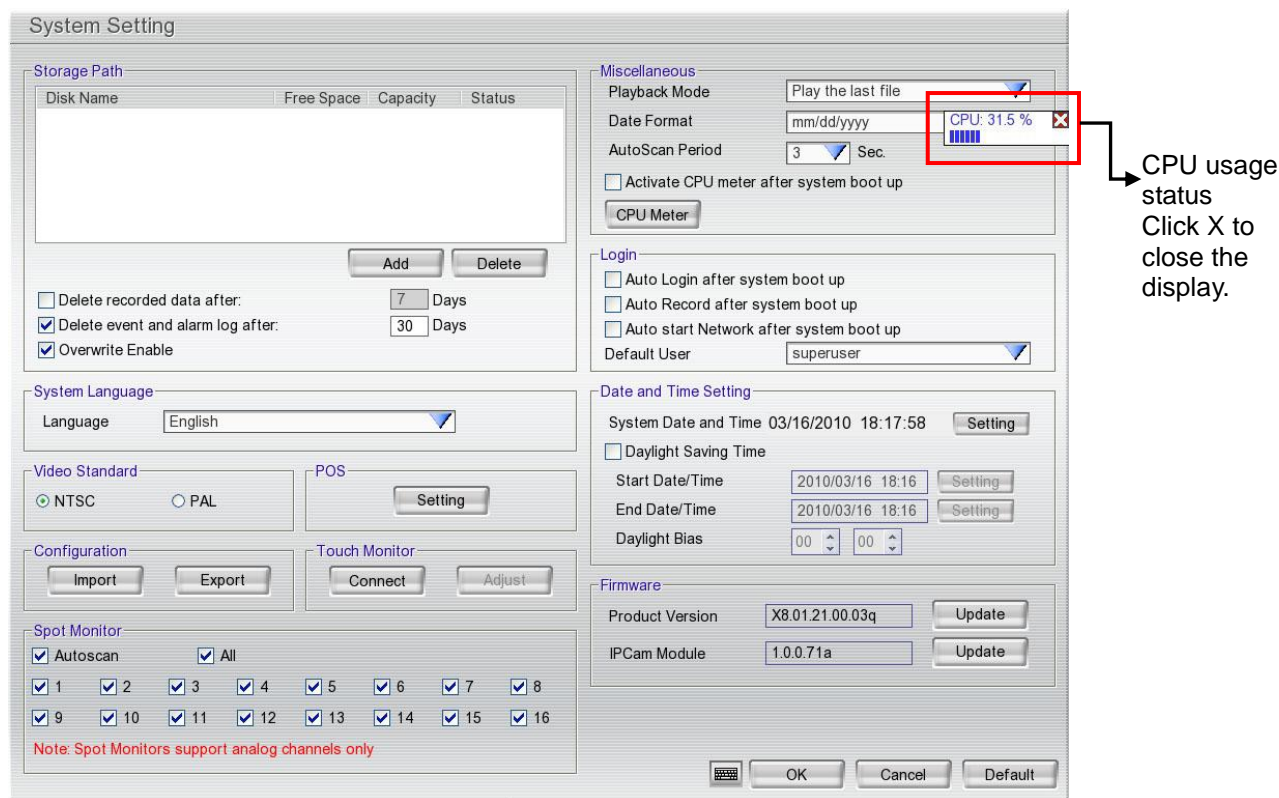 System Setting
Storage Path
Disk Name Free Space Capacity Status
Add Delete
Delete recorded data after: 7 Days
Delete event and alarm log after: 30 Days
Overwrite Enable
System Language
Language English
Video Standard
NTSC PAL
POS
Setting
Configuration
Import Export
Touch Monitor
Connect Adjust
Spot Monitor
Autoscan All
1 2 3 4 5 6 7 8
9 10 11 12 13 14 15 16
Note: Spot Monitors support analog channels only
Miscellaneous
Playback Mode Play the last file
Date Format mm/dd/yyyy
CPU: 31.5 %
AutoScan Period 3 Sec.
Activate CPU meter after system boot up
CPU Meter
Login
Auto Login after system boot up
Auto Record after system boot up
Auto start Network after system boot up
Default User superuser
Date and Time Setting
System Date and Time 03/16/2010 18:17:58 Setting
Daylight Saving Time
Start Date/Time 2010/03/16 18:16 Setting
End Date/Time 2010/03/16 18:16 Setting
Daylight Bias 00 00
Firmware
Product Version X8.01.21.00.03q Update
IPCam Module 1.0.0.71a Update
OK Cancel Default
CPU usage
status
Click X to
close the
display.